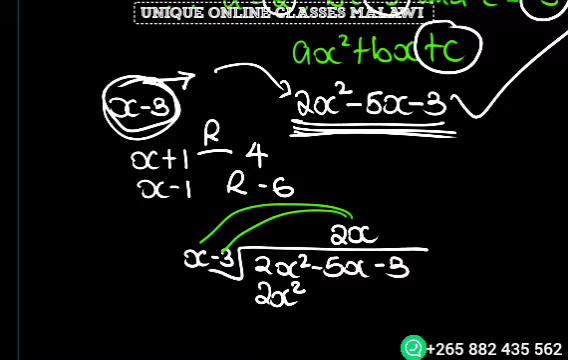 UNIQUE ONLINE CLASSES MALAWI
ax² + bx + c
x-3
2x² - 5x - 3
x+1 R 4
x-1 R -6
2x
x-3 2x² - 5x - 3
2x²
+265 882 435 562